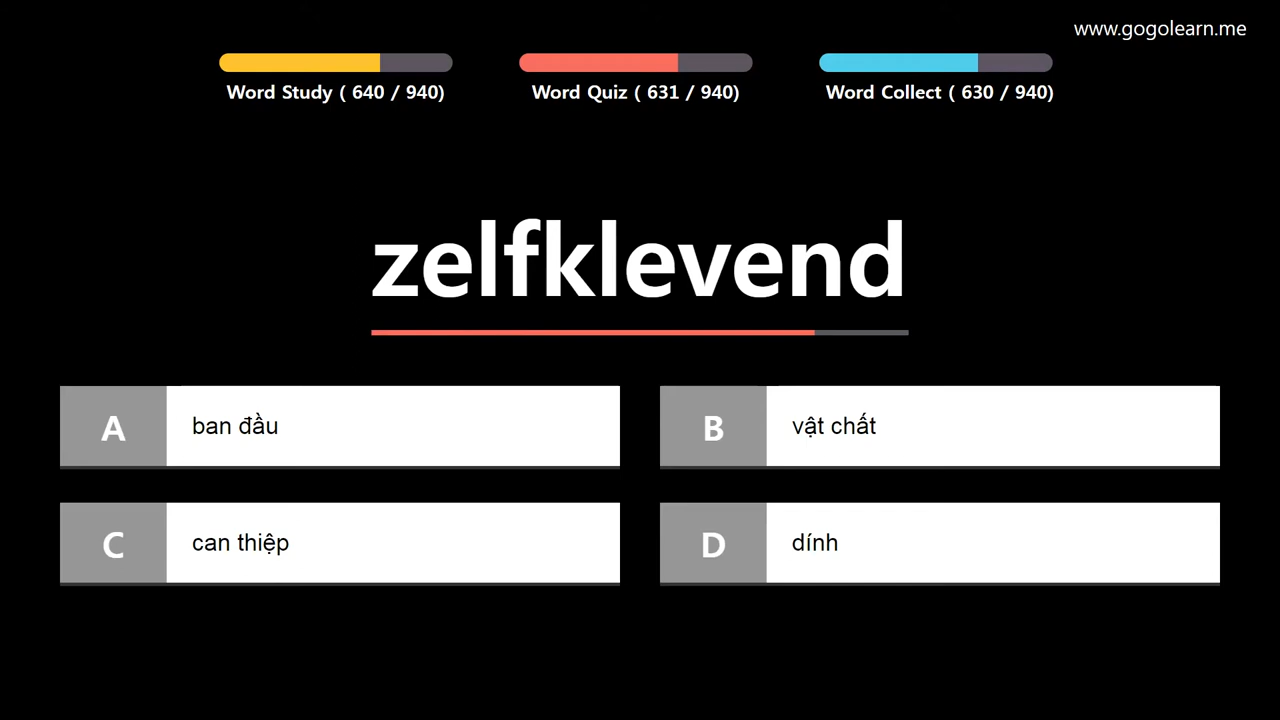 www.gogolearn.me
Word Study ( 640 / 940)
Word Quiz ( 631 / 940)
Word Collect ( 630 / 940)
zelfklevend
A ban đầu
B vật chất
C can thiệp
D dính